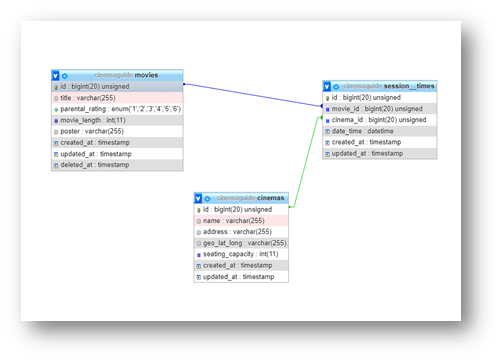 cinemaguide movies
id : bigint(20) unsigned
title : varchar(255)
parental_rating : enum('1','2','3','4','5','6')
movie_length : int(11)
poster : varchar(255)
created_at : timestamp
updated_at : timestamp
deleted_at : timestamp
cinemaguide session__times
id : bigint(20) unsigned
movie_id : bigint(20) unsigned
cinema_id : bigint(20) unsigned
date_time : datetime
created_at : timestamp
updated_at : timestamp
cinemaguide cinemas
id : bigint(20) unsigned
name : varchar(255)
address : varchar(255)
geo_lat_long : varchar(255)
seating_capacity : int(11)
created_at : timestamp
updated_at : timestamp